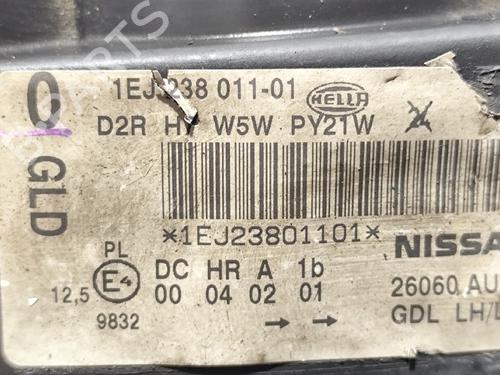 0
1EJ 238 011-01
HELLA
D2R W5W PY21W
GLD
*1EJ23801101*
NISSA
PL
E4
DC HR A 1b
12,5
00 04 02 01
26060 AU
9832
→ →
GDL LH/L